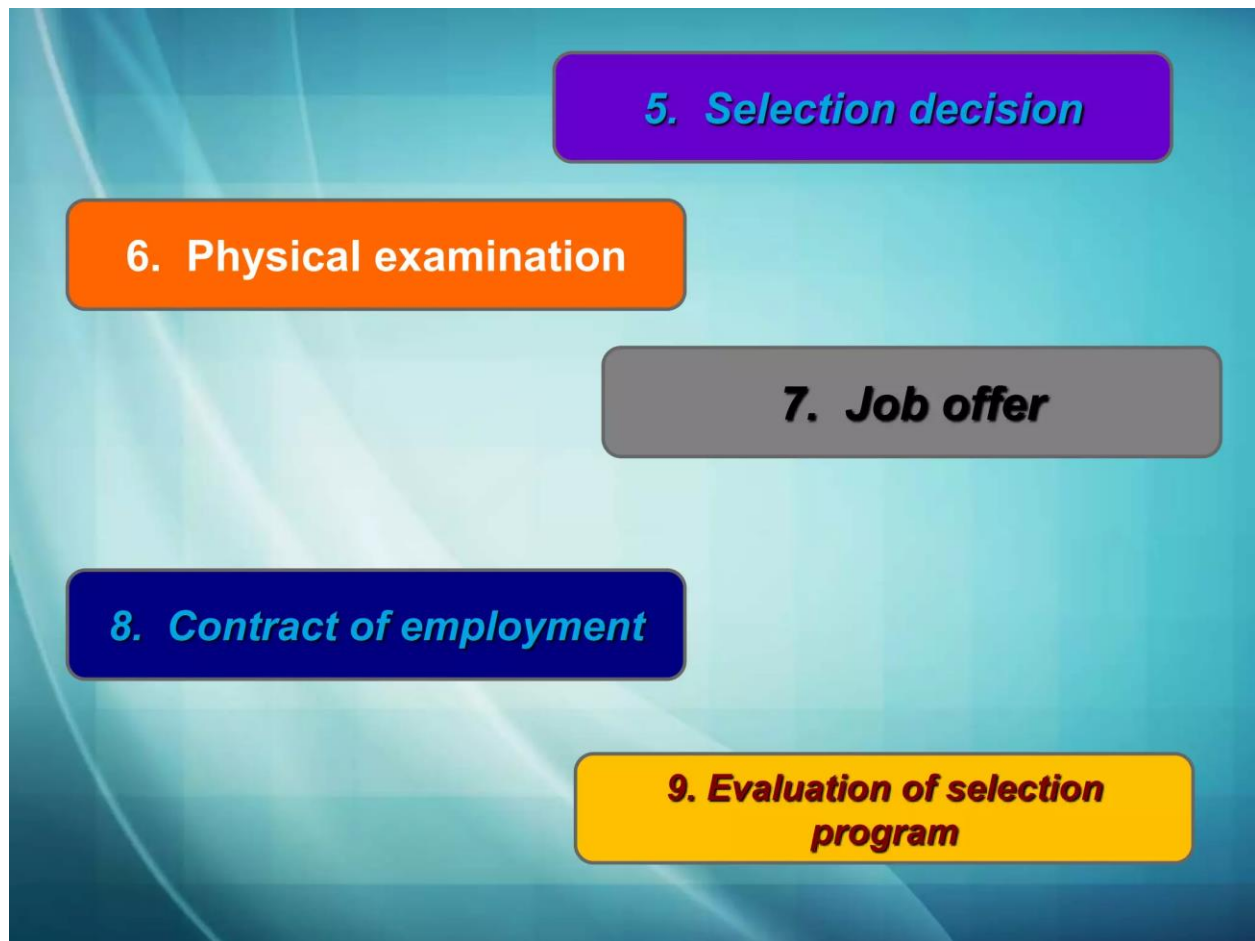 5. Selection decision
6. Physical examination
7. Job offer
8. Contract of employment
9. Evaluation of selection
program